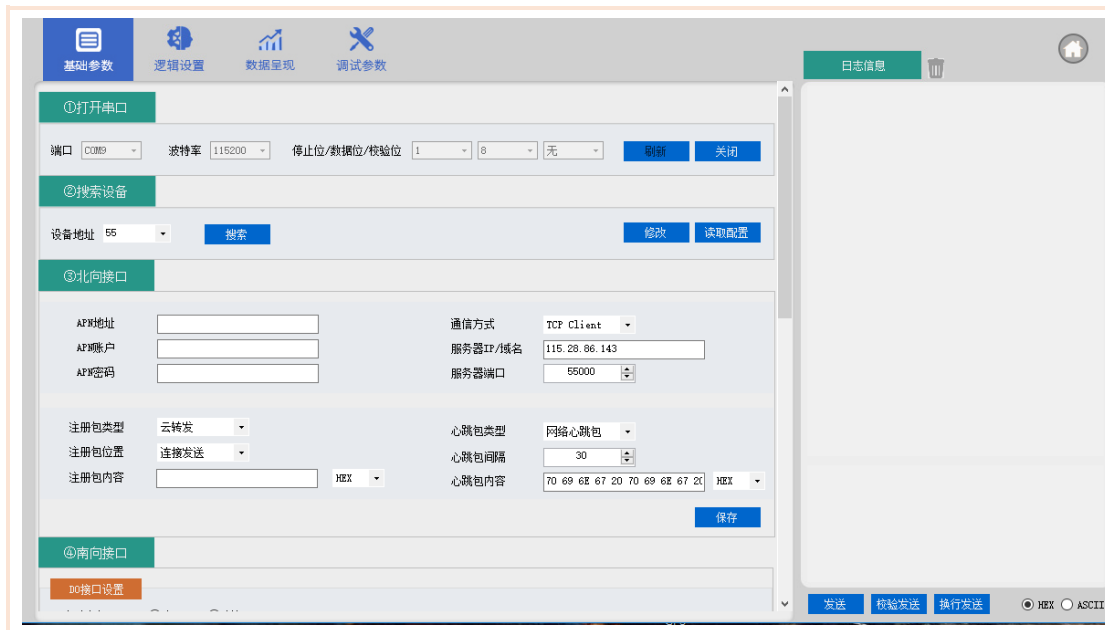 基础参数 逻辑设置 数据呈现 调试参数
日志信息
①打开串口
端口 COM9 波特率 115200 停止位/数据位/校验位 1 8 无 刷新 关闭
②搜索设备
设备地址 55 搜索 修改 读取配置
③北向接口
APN地址 通信方式 TCP Client
APN账户 服务器IP/域名 115.28.86.143
APN密码 服务器端口 55000
注册包类型 云转发 心跳包类型 网络心跳包
注册包位置 连接发送 心跳包间隔 30
注册包内容 HEX 心跳包内容 70 69 6E 67 20 70 69 6E 67 20 HEX
保存
④南向接口
DO接口设置
发送 校验发送 换行发送 HEX ASCII